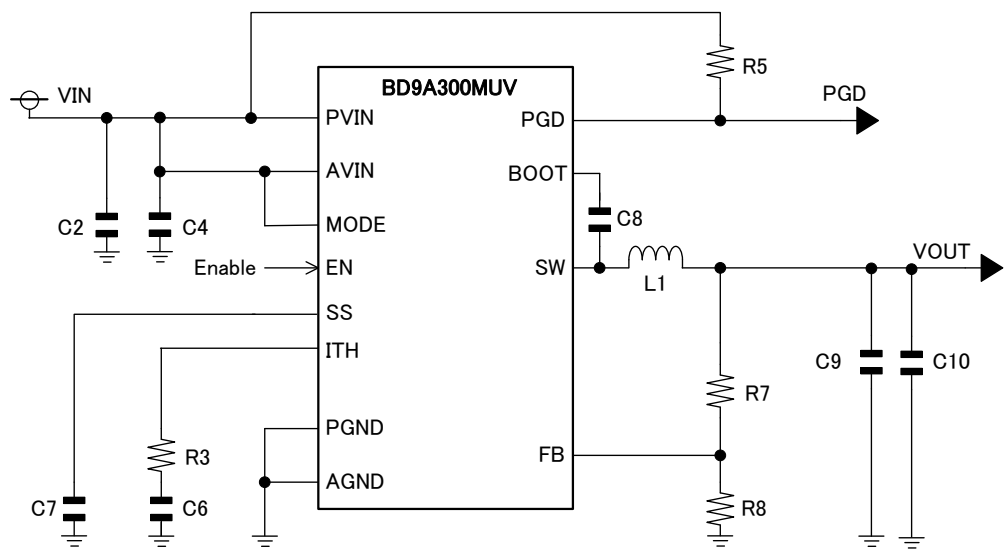 VIN
BD9A300MUV
R5
PVIN
PGD
PGD
AVIN
BOOT
C2
C4
MODE
C8
Enable
EN
SW
VOUT
L1
SS
ITH
C9
C10
R7
PGND
R3
FB
AGND
C7
C6
R8